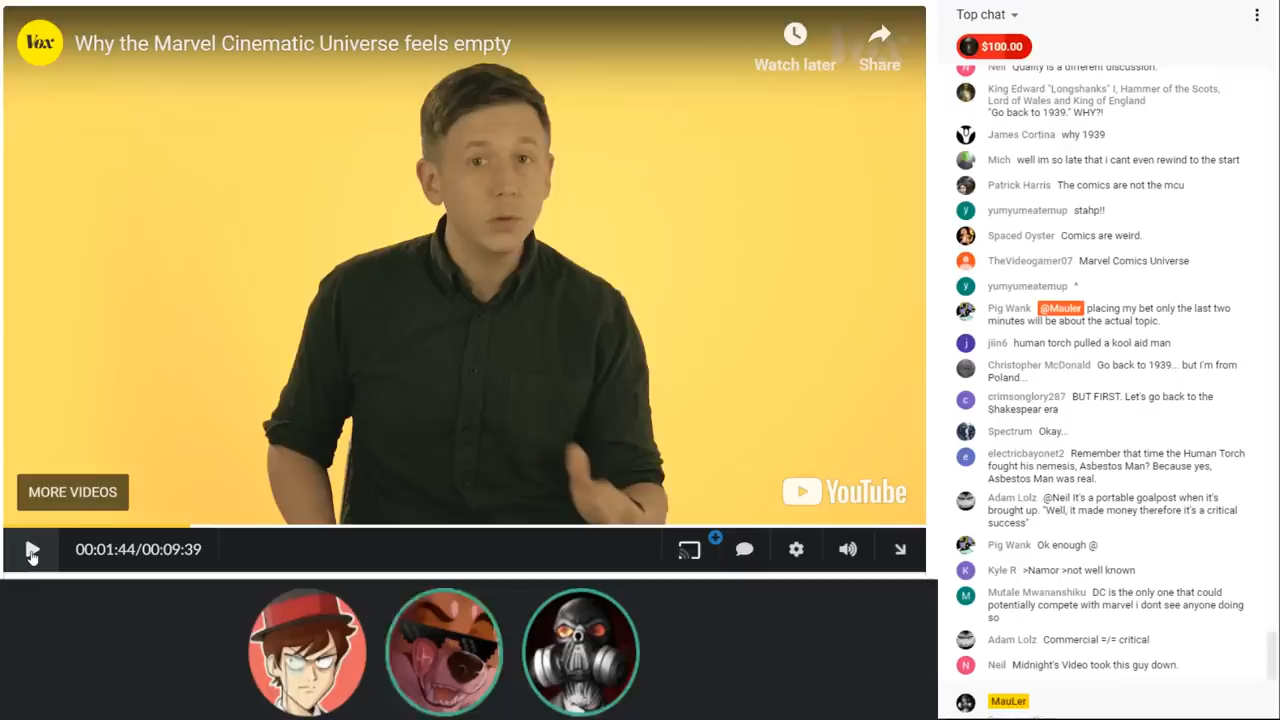 Vox
Why the Marvel Cinematic Universe feels empty
Watch later
Share
MORE VIDEOS
YouTube
00:01:44/00:09:39
Top chat
$100.00
Neil Quality is a different discussion.
King Edward "Longshanks" I, Hammer of the Scots,
Lord of Wales and King of England
"Go back to 1939." WHY?!
James Cortina why 1939
Mich well im so late that i cant even rewind to the start
Patrick Harris The comics are not the mcu
y yumyumeatemup stahp!!
Spaced Oyster Comics are weird.
TheVideogamer07 Marvel Comics Universe
y yumyumeatemup ^
Pig Wank @Mauler placing my bet only the last two
minutes will be about the actual topic.
j jiin6 human torch pulled a kool aid man
Christopher McDonald Go back to 1939... but I'm from
Poland...
c crimsonglory287 BUT FIRST. Let's go back to the
Shakespear era
Spectrum Okay...
e electricbayonet2 Remember that time the Human Torch
fought his nemesis, Asbestos Man? Because yes,
Asbestos Man was real.
Adam Lolz @Neil It's a portable goalpost when it's
brought up. "Well, it made money therefore it's a critical
success"
Pig Wank Ok enough @
K Kyle R >Namor >not well known
M Mutale Mwananshiku DC is the only one that could
potentially compete with marvel i dont see anyone doing
so
Adam Lolz Commercial =/= critical
N Neil Midnight's Video took this guy down.
MauLer